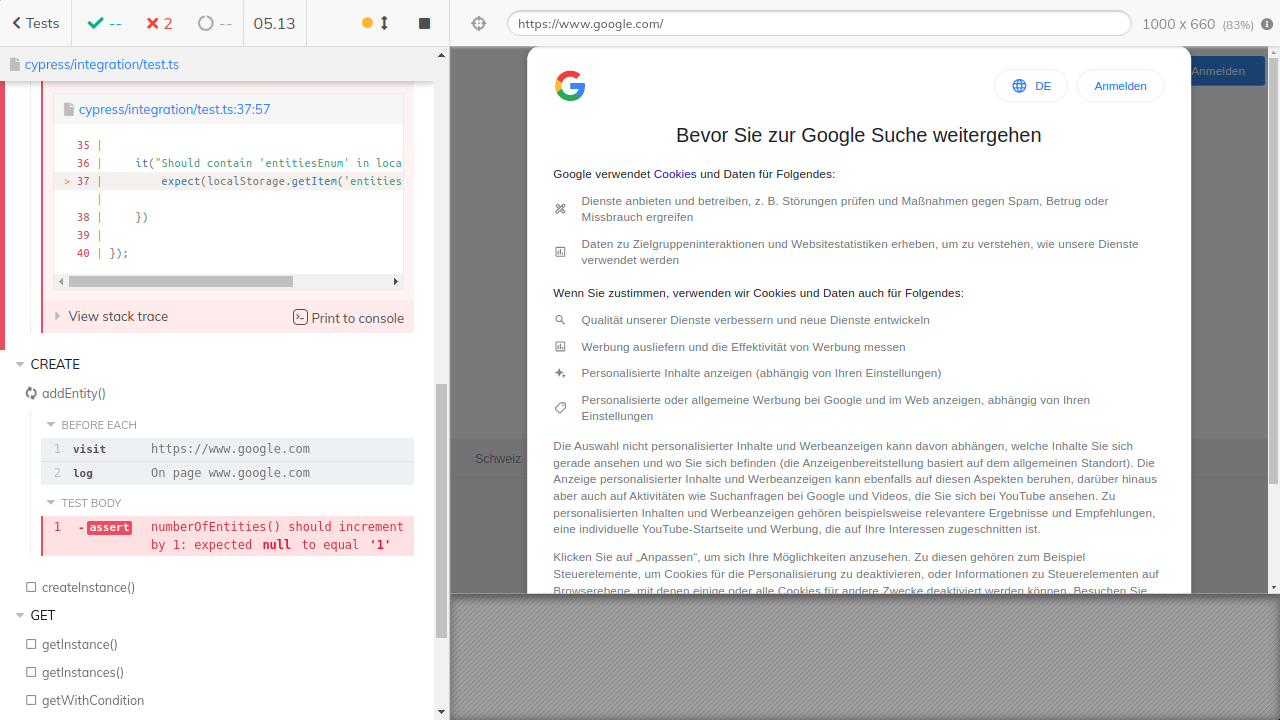 Tests
--
2
--
05.13
https://www.google.com/
1000 x 660 (83%)
cypress/integration/test.ts
cypress/integration/test.ts:37:57
35 |
36 | it("Should contain 'entitiesEnum' in loca
> 37 | expect(localStorage.getItem('entities
|
38 | })
39 |
40 | });
View stack trace
Print to console
CREATE
addEntity()
BEFORE EACH
1 visit https://www.google.com
2 log On page www.google.com
TEST BODY
1 -assert numberOfEntities() should increment
by 1: expected null to equal '1'
createInstance()
GET
getInstance()
getInstances()
getWithCondition
Anmelden
DE
Anmelden
Bevor Sie zur Google Suche weitergehen
Google verwendet Cookies und Daten für Folgendes:
Dienste anbieten und betreiben, z. B. Störungen prüfen und Maßnahmen gegen Spam, Betrug oder
Missbrauch ergreifen
Daten zu Zielgruppeninteraktionen und Websitestatistiken erheben, um zu verstehen, wie unsere Dienste
verwendet werden
Wenn Sie zustimmen, verwenden wir Cookies und Daten auch für Folgendes:
Qualität unserer Dienste verbessern und neue Dienste entwickeln
Werbung ausliefern und die Effektivität von Werbung messen
Personalisierte Inhalte anzeigen (abhängig von Ihren Einstellungen)
Personalisierte oder allgemeine Werbung bei Google und im Web anzeigen, abhängig von Ihren
Einstellungen
Schweiz
Die Auswahl nicht personalisierter Inhalte und Werbeanzeigen kann davon abhängen, welche Inhalte Sie sich
gerade ansehen und wo Sie sich befinden (die Anzeigenbereitstellung basiert auf dem allgemeinen Standort). Die
Anzeige personalisierter Inhalte und Werbeanzeigen kann ebenfalls auf diesen Aspekten beruhen, darüber hinaus
aber auch auf Aktivitäten wie Suchanfragen bei Google und Videos, die Sie sich bei YouTube ansehen. Zu
personalisierten Inhalten und Werbeanzeigen gehören beispielsweise relevantere Ergebnisse und Empfehlungen,
eine individuelle YouTube-Startseite und Werbung, die auf Ihre Interessen zugeschnitten ist.
Klicken Sie auf „Anpassen“, um sich Ihre Möglichkeiten anzusehen. Zu diesen gehören zum Beispiel
Steuerelemente, um Cookies für die Personalisierung zu deaktivieren, oder Informationen zu Steuerelementen auf
Browserebene, mit denen einige oder alle Cookies für andere Zwecke deaktiviert werden können. Besuchen Sie